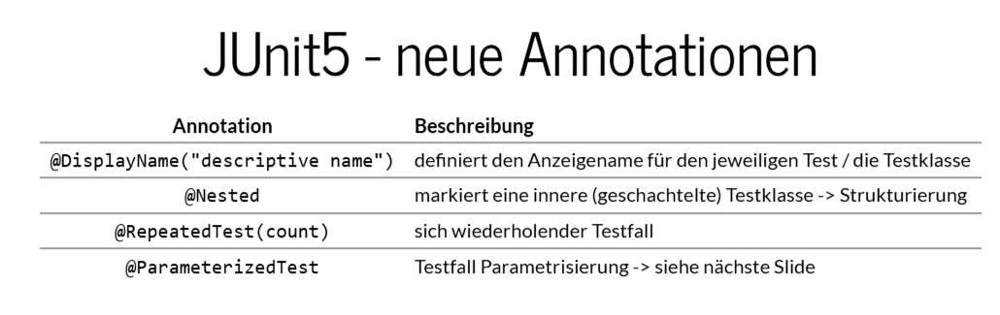 JUnit5 - neue Annotationen
Annotation Beschreibung
@DisplayName("descriptive name") definiert den Anzeigename für den jeweiligen Test / die Testklasse
@Nested markiert eine innere (geschachtelte) Testklasse -> Strukturierung
@RepeatedTest(count) sich wiederholender Testfall
@ParameterizedTest Testfall Parametrisierung -> siehe nächste Slide